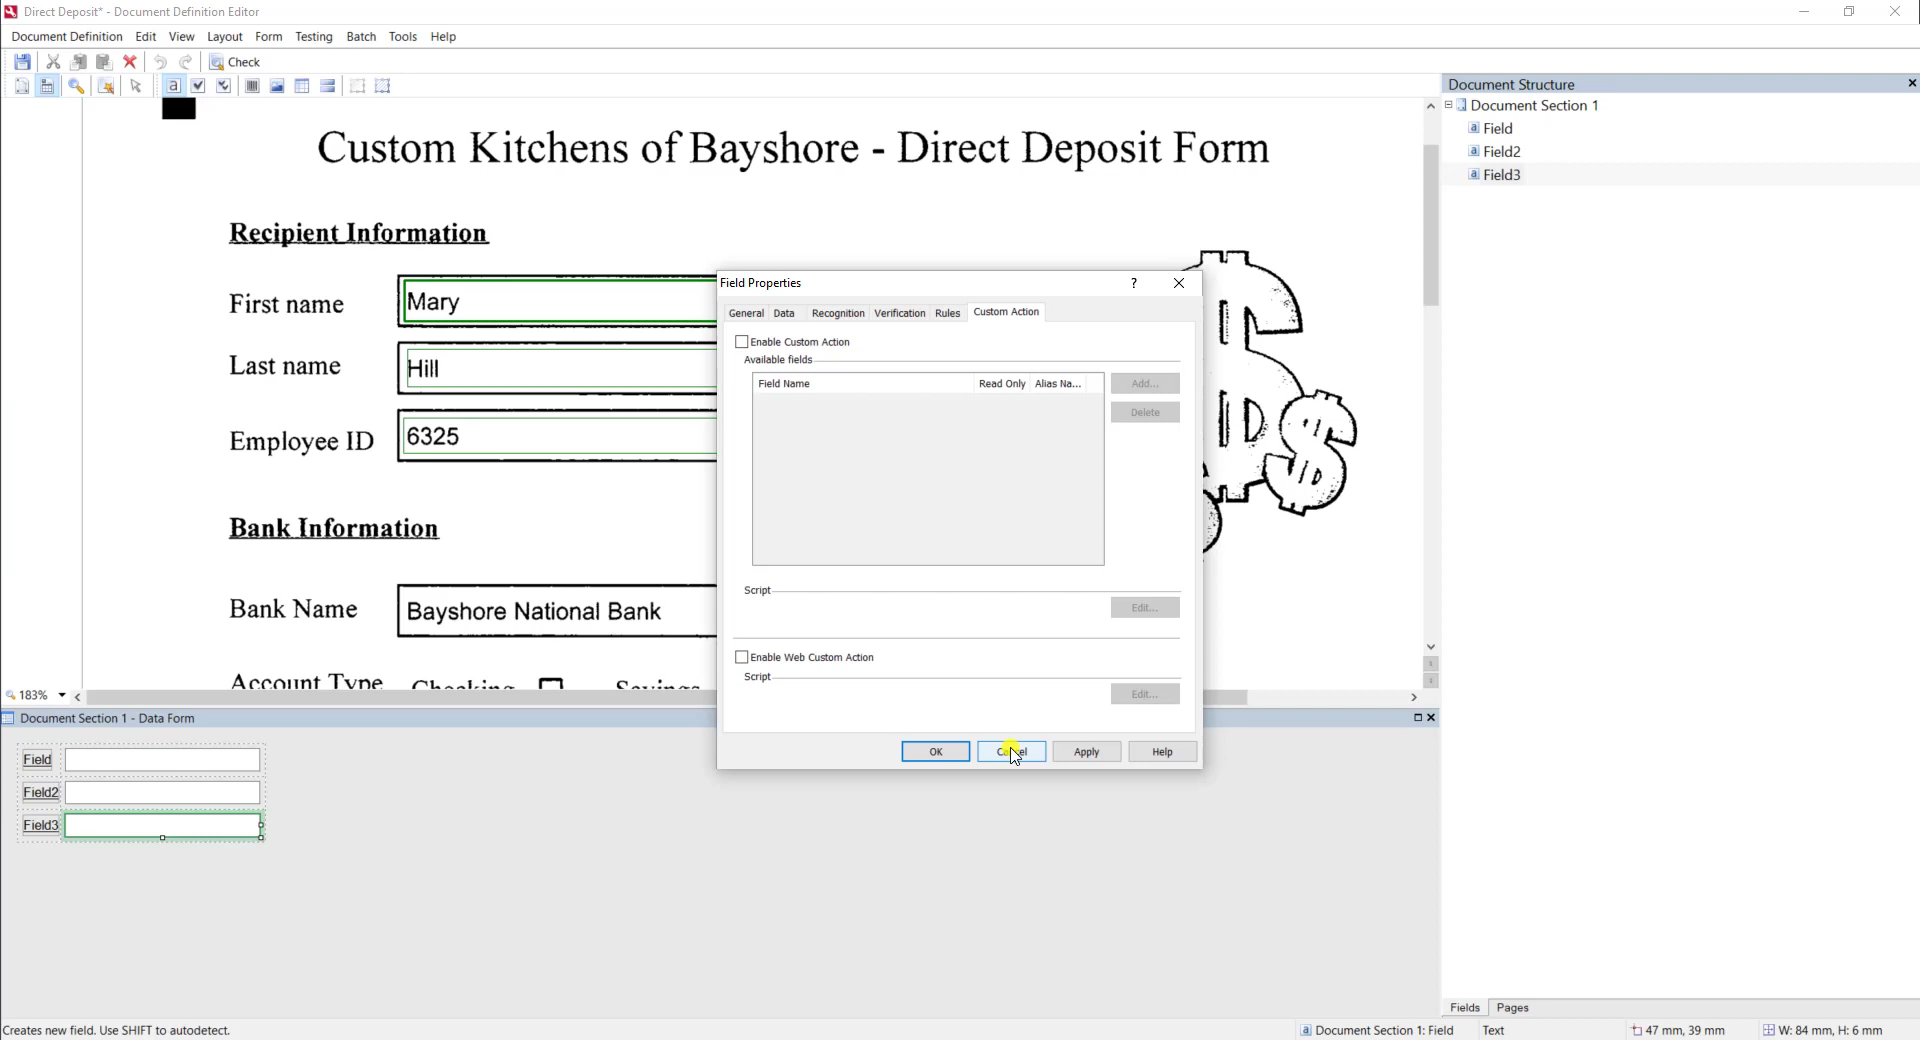 Direct Deposit* - Document Definition Editor
Document Definition Edit View Layout Form Testing Batch Tools Help
Check
Custom Kitchens of Bayshore - Direct Deposit Form
Recipient Information
First name Mary
Last name Hill
Employee ID 6325
Bank Information
Bank Name Bayshore National Bank
Account Type Checking Savings
183%
Field Properties
?
General Data Recognition Verification Rules Custom Action
Enable Custom Action
Available fields
Field Name Read Only Alias Na...
Add...
Delete
Script
Edit...
Enable Web Custom Action
Script
Edit...
OK Cancel Apply Help
Document Structure
Document Section 1
Field
Field2
Field3
Fields Pages
Document Section 1 - Data Form
Field
Field2
Field3
Creates new field. Use SHIFT to autodetect.
Document Section 1: Field Text 47 mm, 39 mm W: 84 mm, H: 6 mm